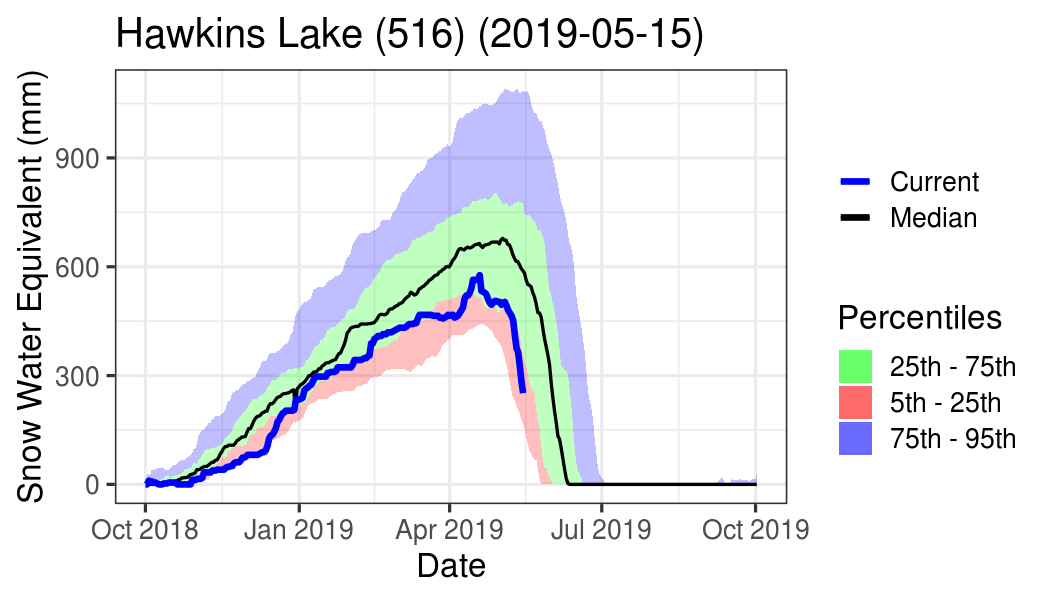 Hawkins Lake (516) (2019-05-15)
Snow Water Equivalent (mm)
900
600
300
0
Oct 2018
Jan 2019
Apr 2019
Jul 2019
Oct 2019
Date
Current
Median
Percentiles
25th - 75th
5th - 25th
75th - 95th